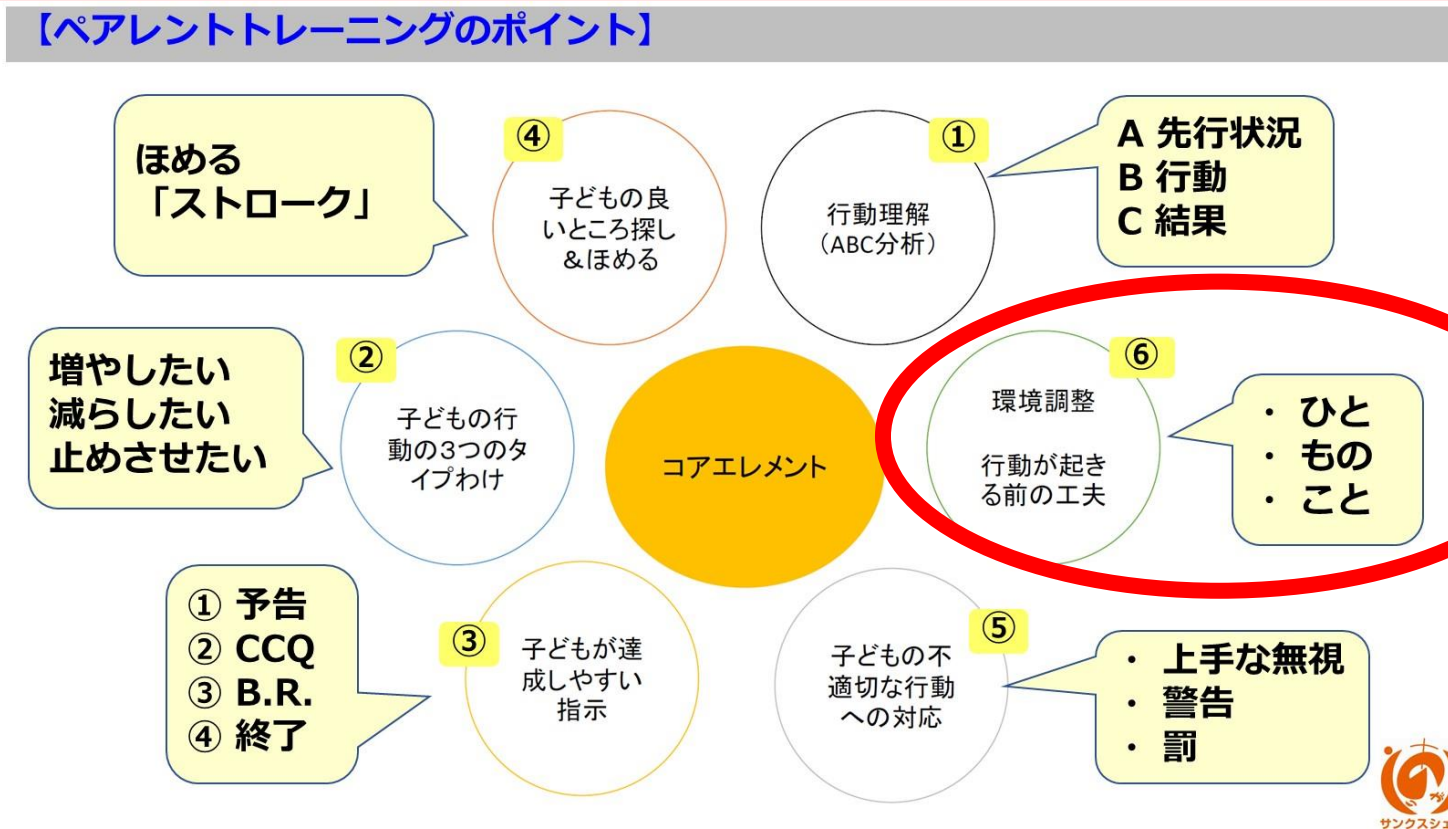 【ペアレントトレーニングのポイント】
ほめる
「ストローク」
④
子どもの良
いところ探し
＆ほめる
①
行動理解
（ABC分析）
A 先行状況
B 行動
C 結果
増やしたい
減らしたい
止めさせたい
②
子どもの行
動の3つのタ
イプわけ
コアエレメント
⑥
環境調整
行動が起き
る前の工夫
・ ひと
・ もの
・ こと
① 予告
② CCQ
③ B.R.
④ 終了
③
子どもが達
成しやすい
指示
⑤
子どもの不
適切な行動
への対応
・ 上手な無視
・ 警告
・ 罰
サンクスシェ